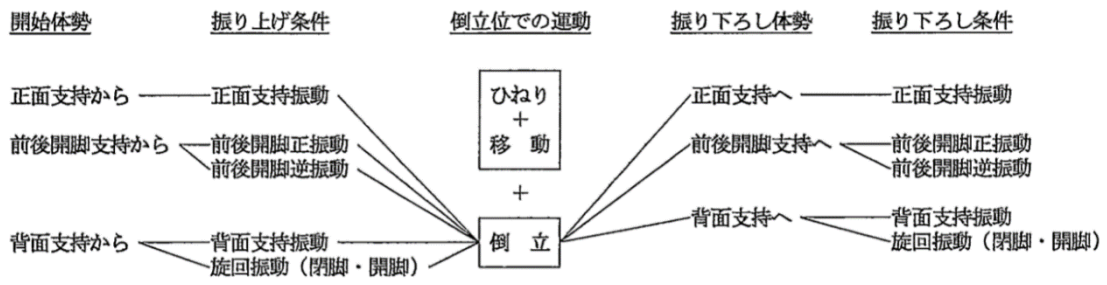 開始体勢 振り上げ条件 倒立位での運動 振り下ろし体勢 振り下ろし条件
正面支持から 正面支持振動 ひねり 正面支持へ 正面支持振動
+
前後開脚支持から 前後開脚正振動 移動 前後開脚支持へ 前後開脚正振動
前後開脚逆振動 前後開脚逆振動
+
背面支持から 背面支持振動 倒立 背面支持へ 背面支持振動
旋回振動（閉脚・開脚） 旋回振動（閉脚・開脚）